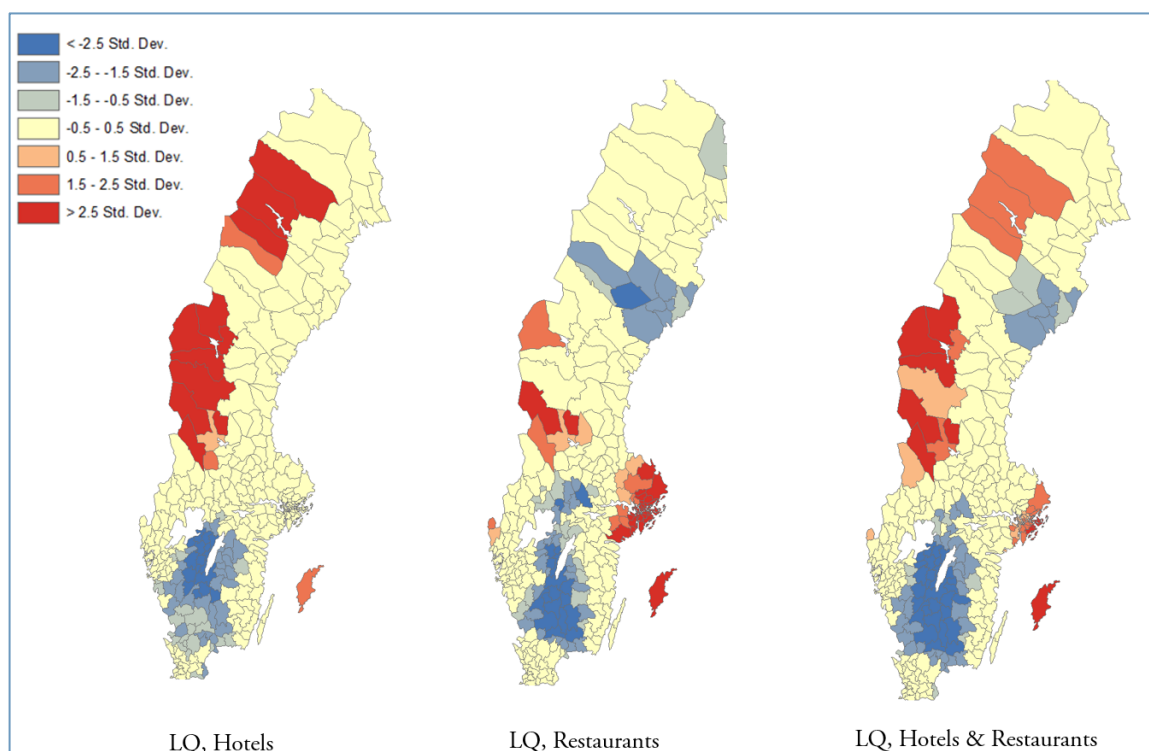 < -2.5 Std. Dev.
-2.5 - -1.5 Std. Dev.
-1.5 - -0.5 Std. Dev.
-0.5 - 0.5 Std. Dev.
0.5 - 1.5 Std. Dev.
1.5 - 2.5 Std. Dev.
> 2.5 Std. Dev.
LQ, Hotels
LQ, Restaurants
LQ, Hotels & Restaurants